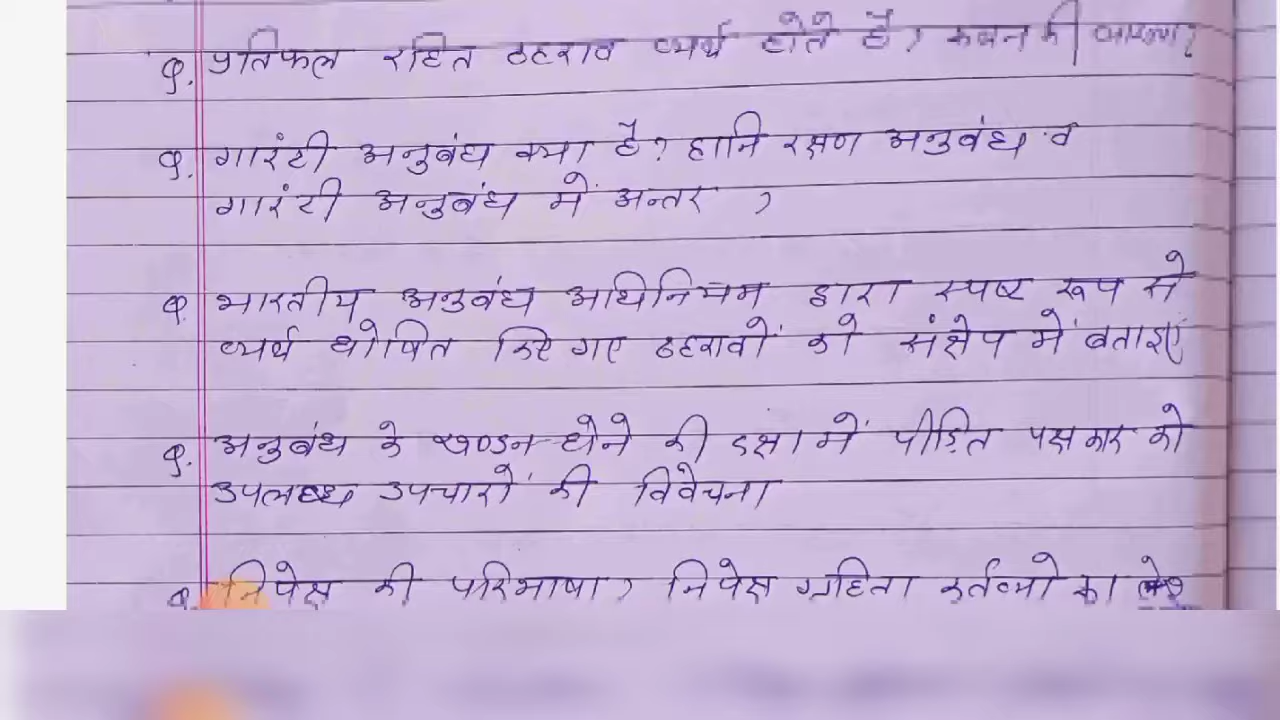 Q. प्रतिफल रहित ठहराव व्यर्थ होते है, कथन की व्याख्या?
Q. गारंटी अनुबंध क्या है? हानि रक्षण अनुबंध व
गारंटी अनुबंध में अन्तर ?
Q. भारतीय अनुबंध अधिनियम द्वारा स्पष्ट रूप से
व्यर्थ घोषित किए गए ठहरावों को संक्षेप में बताइएं
Q. अनुबंध के खण्डन होने की दक्षा में पीड़ित पक्षकार को
उपलब्ध उपचारों की विवेचना
Q. निपेक्ष की परिभाषा? निपेक्ष ग्रहिता कर्तव्यो का